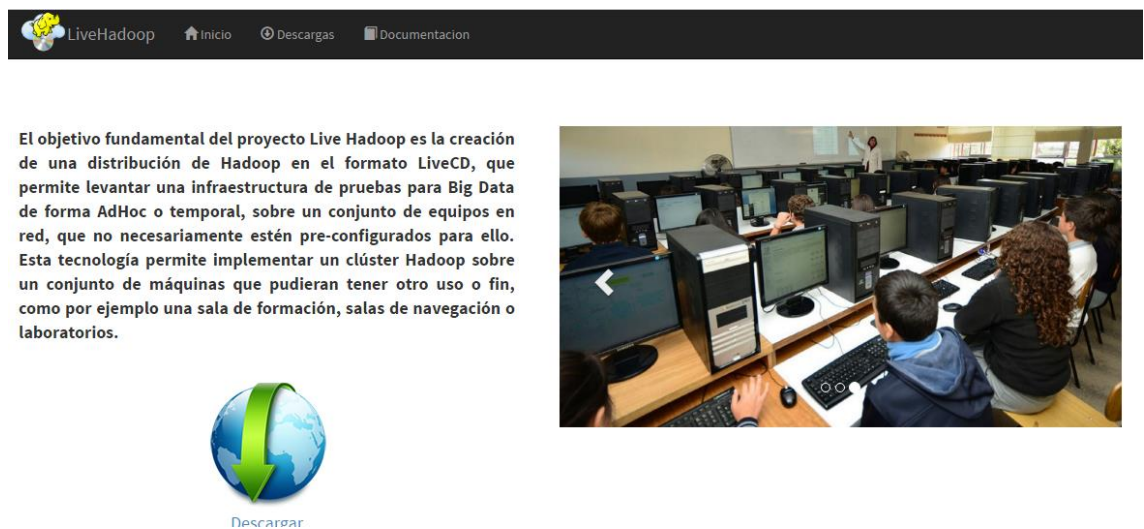 LiveHadoop Inicio Descargas Documentacion
El objetivo fundamental del proyecto Live Hadoop es la creación
de una distribución de Hadoop en el formato LiveCD, que
permite levantar una infraestructura de pruebas para Big Data
de forma AdHoc o temporal, sobre un conjunto de equipos en
red, que no necesariamente estén pre-configurados para ello.
Esta tecnología permite implementar un clúster Hadoop sobre
un conjunto de máquinas que pudieran tener otro uso o fin,
como por ejemplo una sala de formación, salas de navegación o
laboratorios.
Descargar